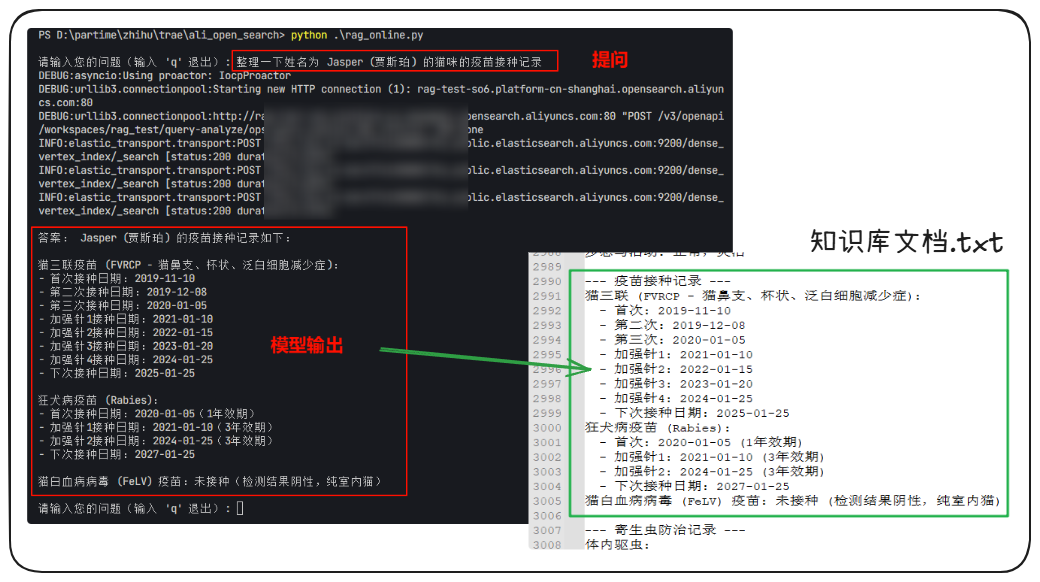 PS D:\partime\zhihu\trae\ali_open_search> python .\rag_online.py
请输入您的问题（输入 'q' 退出）: 整理一下姓名为 Jasper（贾斯珀）的猫咪的疫苗接种记录
提问
DEBUG:asyncio:Using proactor: IocpProactor
DEBUG:urllib3.connectionpool:Starting new HTTP connection (1): rag-test-so6.platform-cn-shanghai.opensearch.aliyun
cs.com:80
DEBUG:urllib3.connectionpool:http://ra ensearch.aliyuncs.com:80 "POST /v3/openapi
/workspaces/rag_test/query-analyze/ops one
INFO:elastic_transport.transport:POST lic.elasticsearch.aliyuncs.com:9200/dense_
vertex_index/_search [status:200 durat
INFO:elastic_transport.transport:POST blic.elasticsearch.aliyuncs.com:9200/dense_
vertex_index/_search [status:200 durat
INFO:elastic_transport.transport:POST blic.elasticsearch.aliyuncs.com:9200/dense_
vertex_index/_search [status:200 durat
答案： Jasper（贾斯珀）的疫苗接种记录如下：
猫三联疫苗（FVRCP - 猫鼻支、杯状、泛白细胞减少症）：
- 首次接种日期：2019-11-10
- 第二次接种日期：2019-12-08
- 第三次接种日期：2020-01-05
- 加强针1接种日期：2021-01-10
- 加强针2接种日期：2022-01-15
- 加强针3接种日期：2023-01-20
- 加强针4接种日期：2024-01-25
- 下次接种日期：2025-01-25
狂犬病疫苗（Rabies）：
- 首次接种日期：2020-01-05（1年效期）
- 加强针1接种日期：2021-01-10（3年效期）
- 加强针2接种日期：2024-01-25（3年效期）
- 下次接种日期：2027-01-25
猫白血病病毒（FeLV）疫苗：未接种（检测结果阴性，纯室内猫）
请输入您的问题（输入 'q' 退出）:
模型输出
知识库文档.txt
2989
2990 --- 疫苗接种记录 ---
2991 猫三联 (FVRCP - 猫鼻支、杯状、泛白细胞减少症)：
2992 - 首次：2019-11-10
2993 - 第二次：2019-12-08
2994 - 第三次：2020-01-05
2995 - 加强针1：2021-01-10
2996 - 加强针2：2022-01-15
2997 - 加强针3：2023-01-20
2998 - 加强针4：2024-01-25
2999 - 下次接种日期：2025-01-25
3000 狂犬病疫苗 (Rabies)：
3001 - 首次：2020-01-05 (1年效期)
3002 - 加强针1：2021-01-10 (3年效期)
3003 - 加强针2：2024-01-25 (3年效期)
3004 - 下次接种日期：2027-01-25
3005 猫白血病病毒 (FeLV) 疫苗：未接种 (检测结果阴性，纯室内猫)
3006
3007 --- 寄生虫防治记录 ---
3008 体内驱虫：